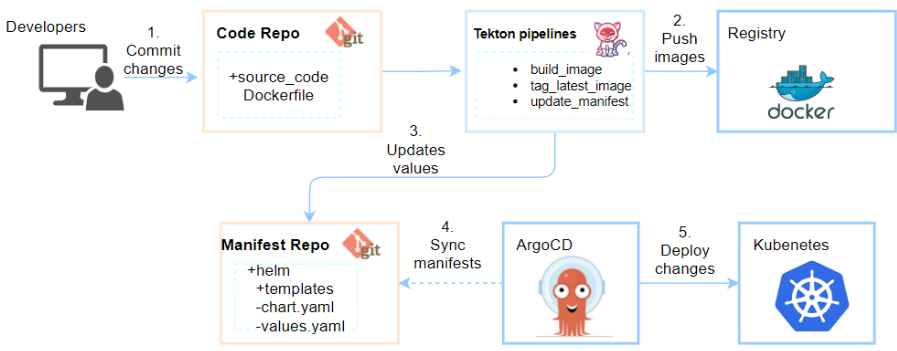 Developers
1.
Commit
changes
Code Repo
git
+source_code
Dockerfile
Tekton pipelines
• build_image
• tag_latest_image
• update_manifest
2.
Push
images
Registry
docker
3.
Updates
values
Manifest Repo
git
+helm
+templates
-chart.yaml
-values.yaml
4.
Sync
manifests
ArgoCD
5.
Deploy
changes
Kubenetes